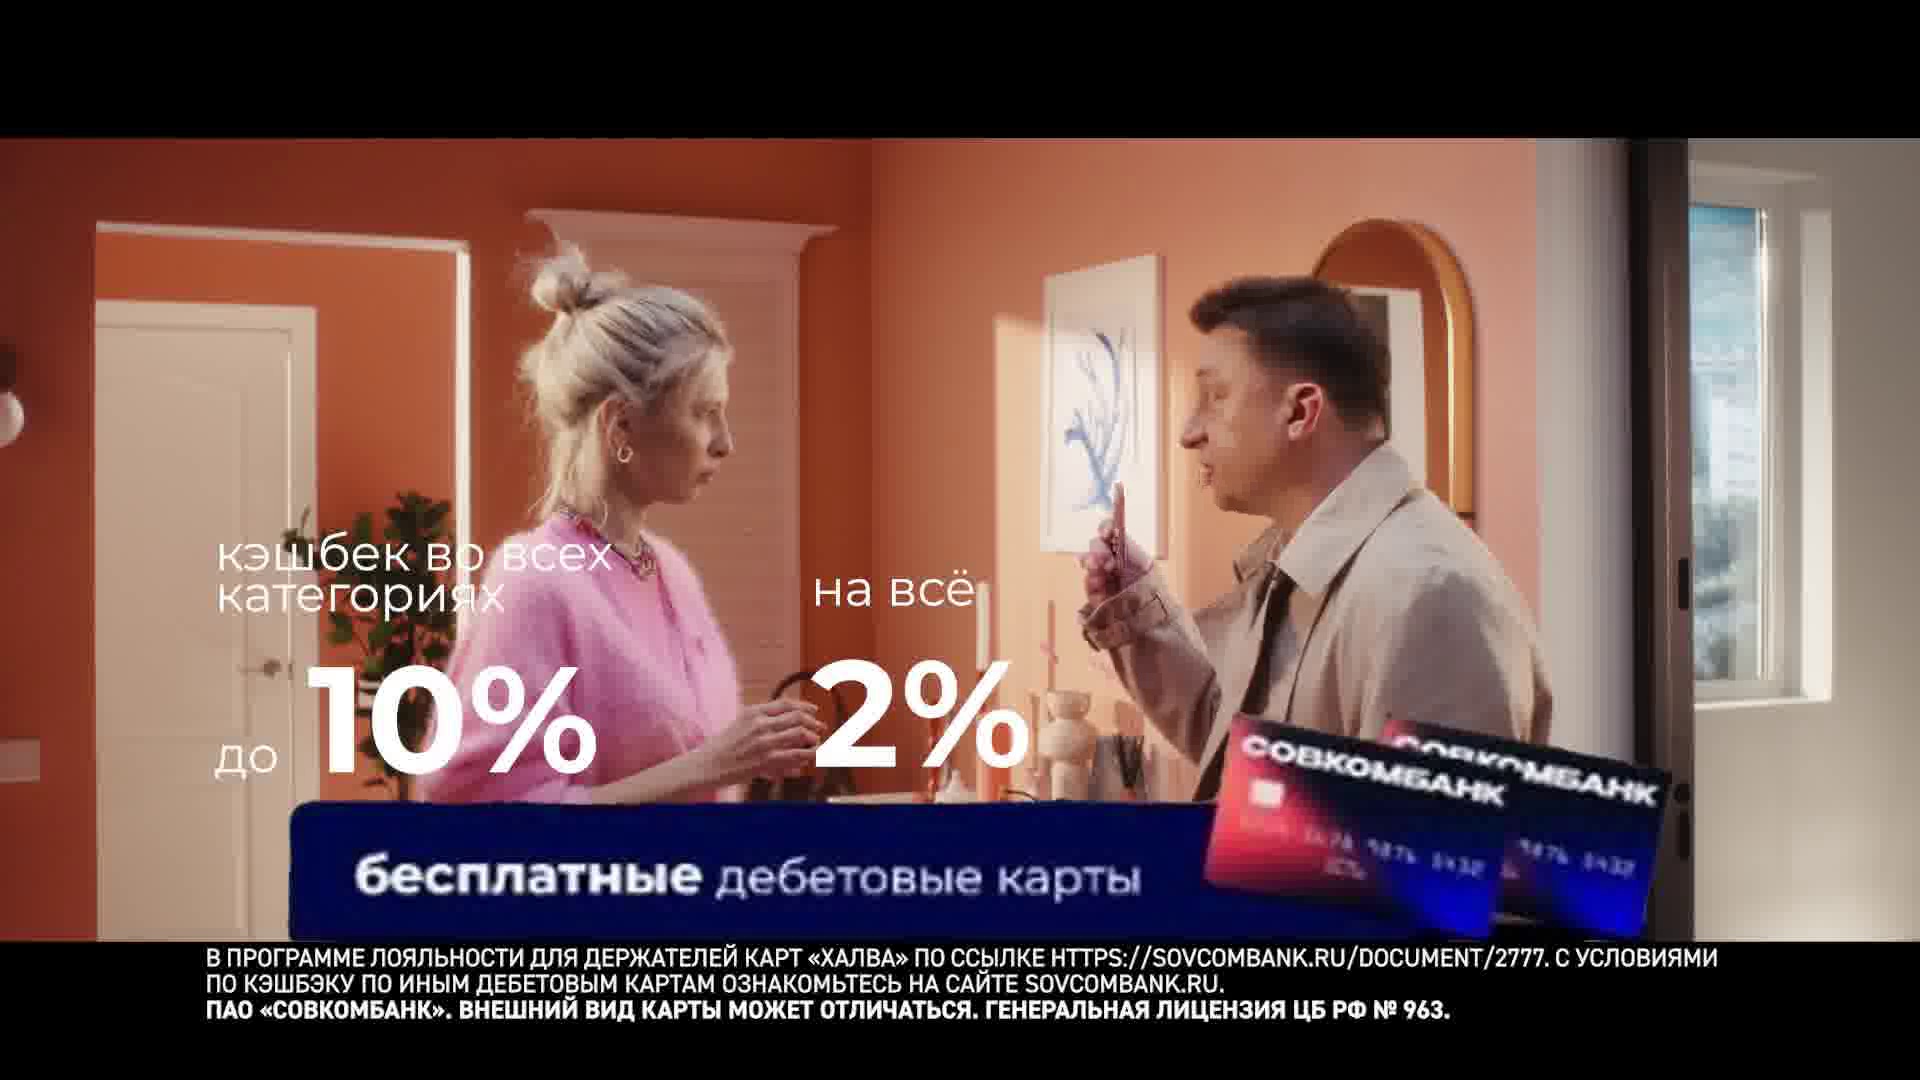 кэшбек во всех
категориях
до 10%
на всё
2%
бесплатные дебетовые карты
СОВКОМБАНК
СОВКОМБАНК
В ПРОГРАММЕ ЛОЯЛЬНОСТИ ДЛЯ ДЕРЖАТЕЛЕЙ КАРТ «ХАЛВА» ПО ССЫЛКЕ HTTPS://SOVCOMBANK.RU/DOCUMENT/2777. С УСЛОВИЯМИ
ПО КЭШБЭКУ ПО ИНЫМ ДЕБЕТОВЫМ КАРТАМ ОЗНАКОМЬТЕСЬ НА САЙТЕ SOVCOMBANK.RU.
ПАО «СОВКОМБАНК». ВНЕШНИЙ ВИД КАРТЫ МОЖЕТ ОТЛИЧАТЬСЯ. ГЕНЕРАЛЬНАЯ ЛИЦЕНЗИЯ ЦБ РФ № 963.